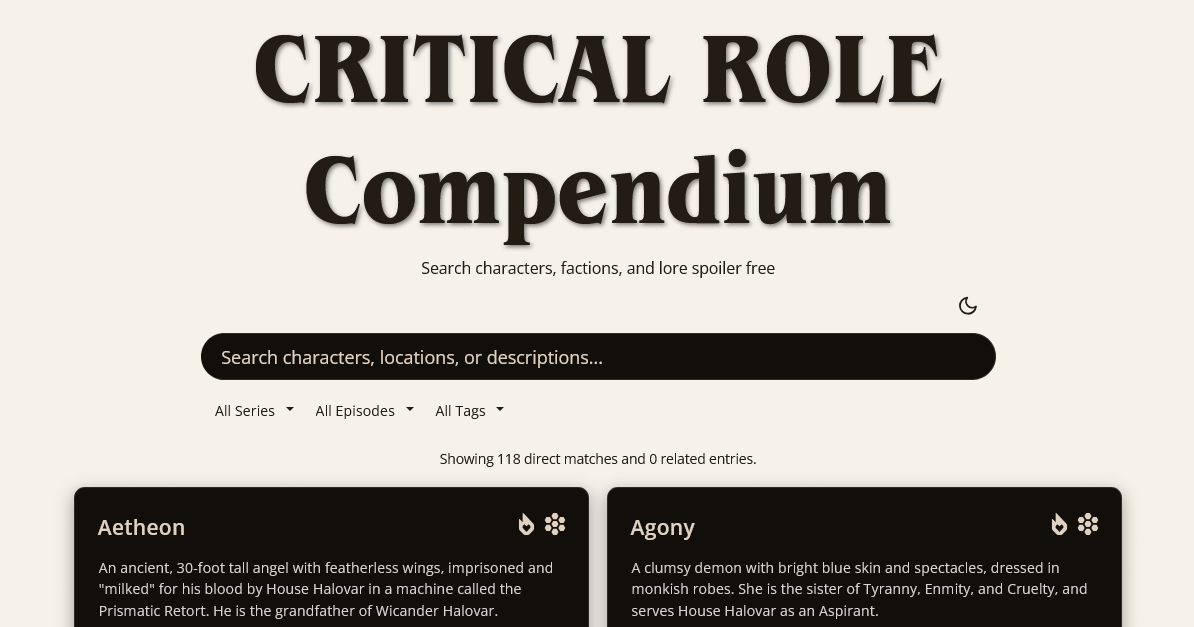 CRITICAL ROLE
Compendium
Search characters, factions, and lore spoiler free
Search characters, locations, or descriptions...
All Series
All Episodes
All Tags
Showing 118 direct matches and 0 related entries.
Aetheon
An ancient, 30-foot tall angel with featherless wings, imprisoned and
"milked" for his blood by House Halovar in a machine called the
Prismatic Retort. He is the grandfather of Wicander Halovar.
Agony
A clumsy demon with bright blue skin and spectacles, dressed in
monkish robes. She is the sister of Tyranny, Enmity, and Cruelty, and
serves House Halovar as an Aspirant.